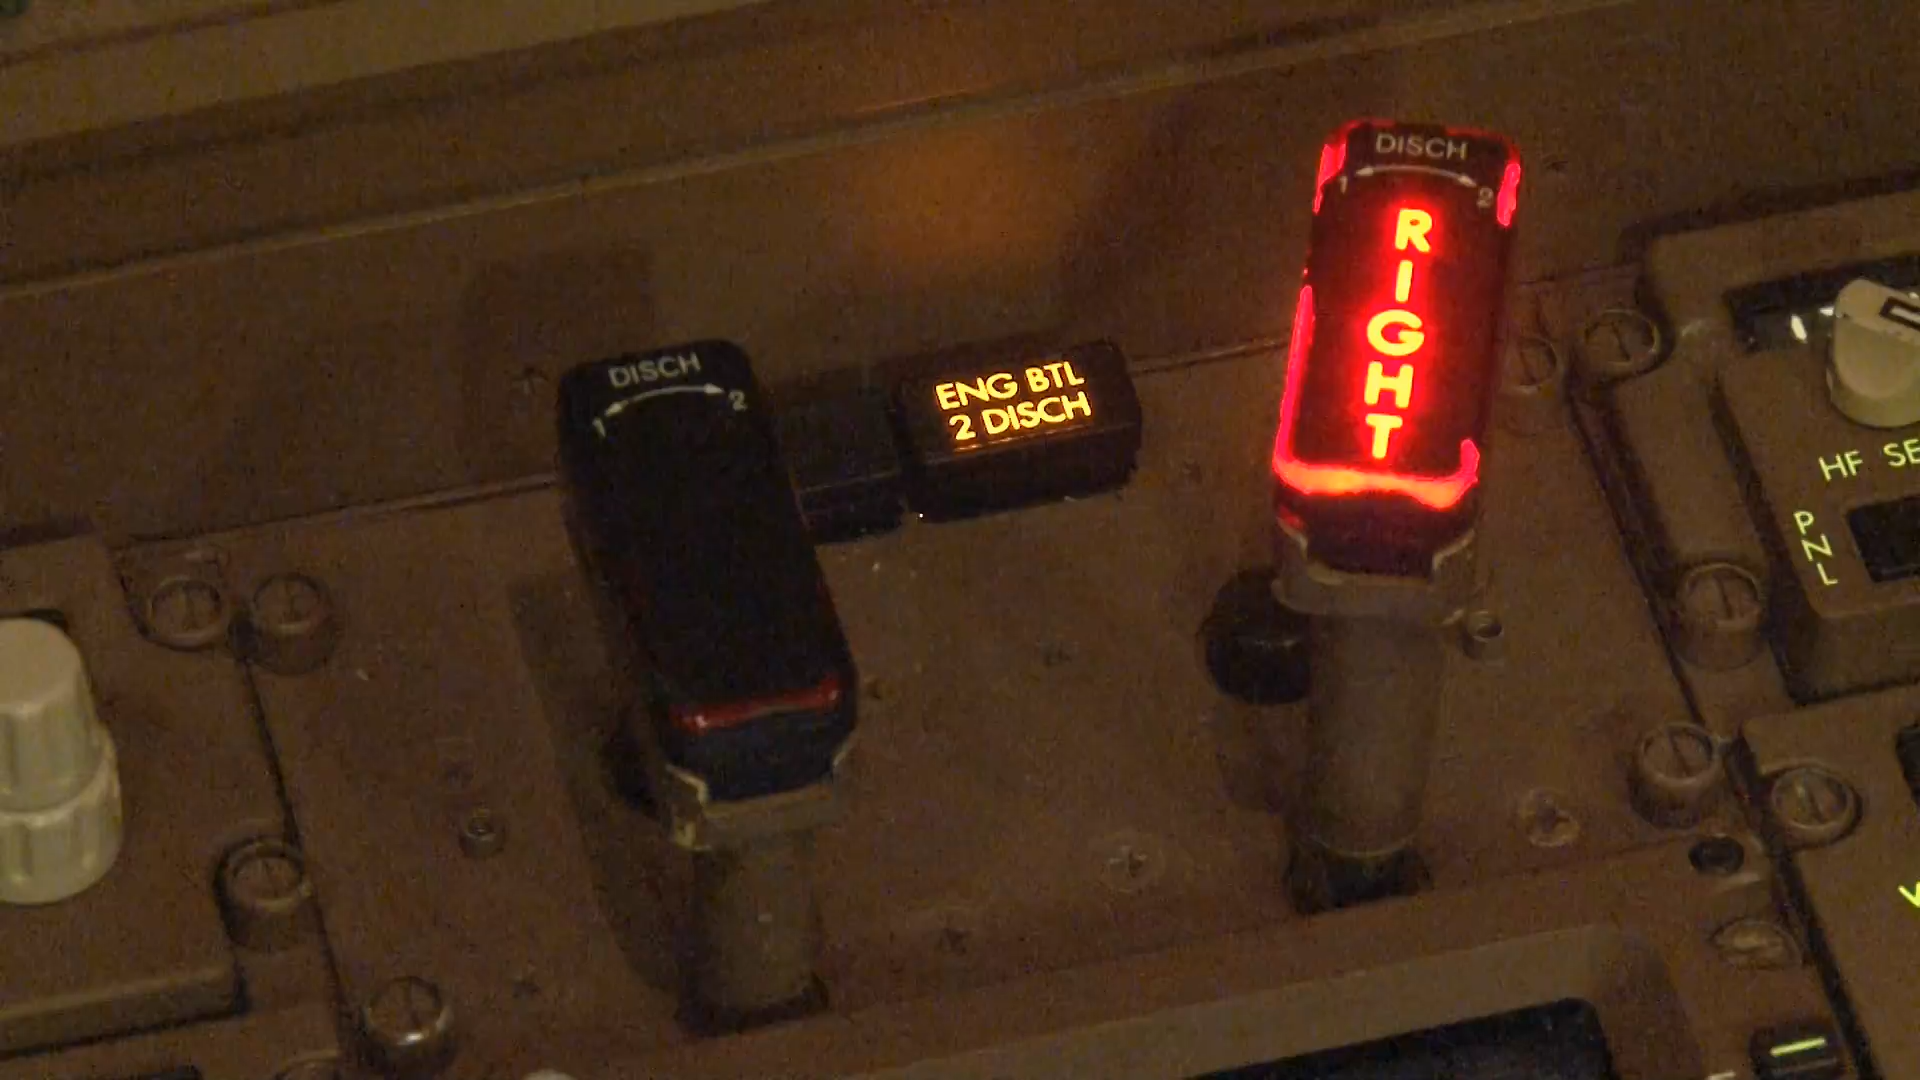 DISCH
1 2
ENG BTL
2 DISCH
DISCH
1 2
RIGHT
HF SE
PNL